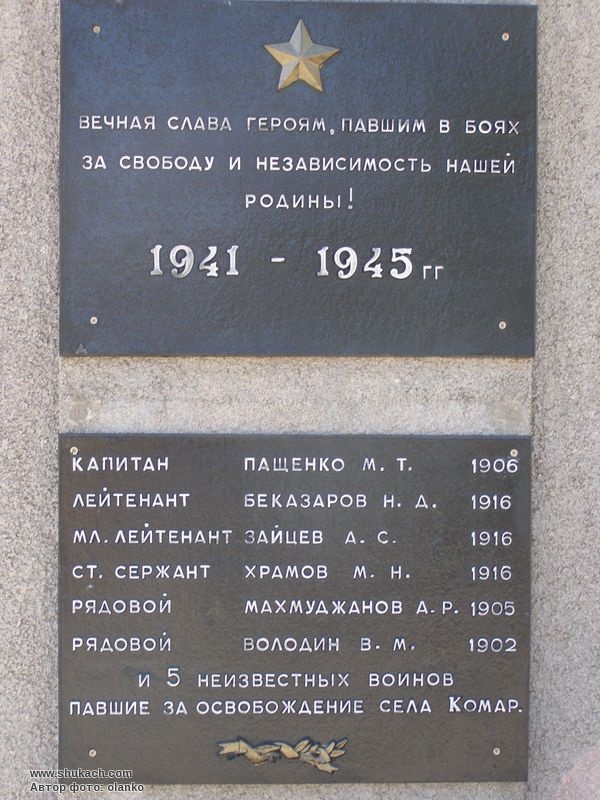 ВЕЧНАЯ СЛАВА ГЕРОЯМ, ПАВШИМ В БОЯХ
ЗА СВОБОДУ И НЕЗАВИСИМОСТЬ НАШЕЙ
РОДИНЫ!
1941 - 1945 гг
КАПИТАН ПАЩЕНКО М. Т. 1906
ЛЕЙТЕНАНТ БЕКАЗАРОВ Н. Д. 1916
МЛ. ЛЕЙТЕНАНТ ЗАЙЦЕВ А. С. 1916
СТ. СЕРЖАНТ ХРАМОВ М. Н. 1916
РЯДОВОЙ МАХМУДЖАНОВ А. Р. 1905
РЯДОВОЙ ВОЛОДИН В. М. 1902
И 5 НЕИЗВЕСТНЫХ ВОИНОВ
ПАВШИЕ ЗА ОСВОБОЖДЕНИЕ СЕЛА КОМАР.
www.shukach.com
Автор фото: olanko